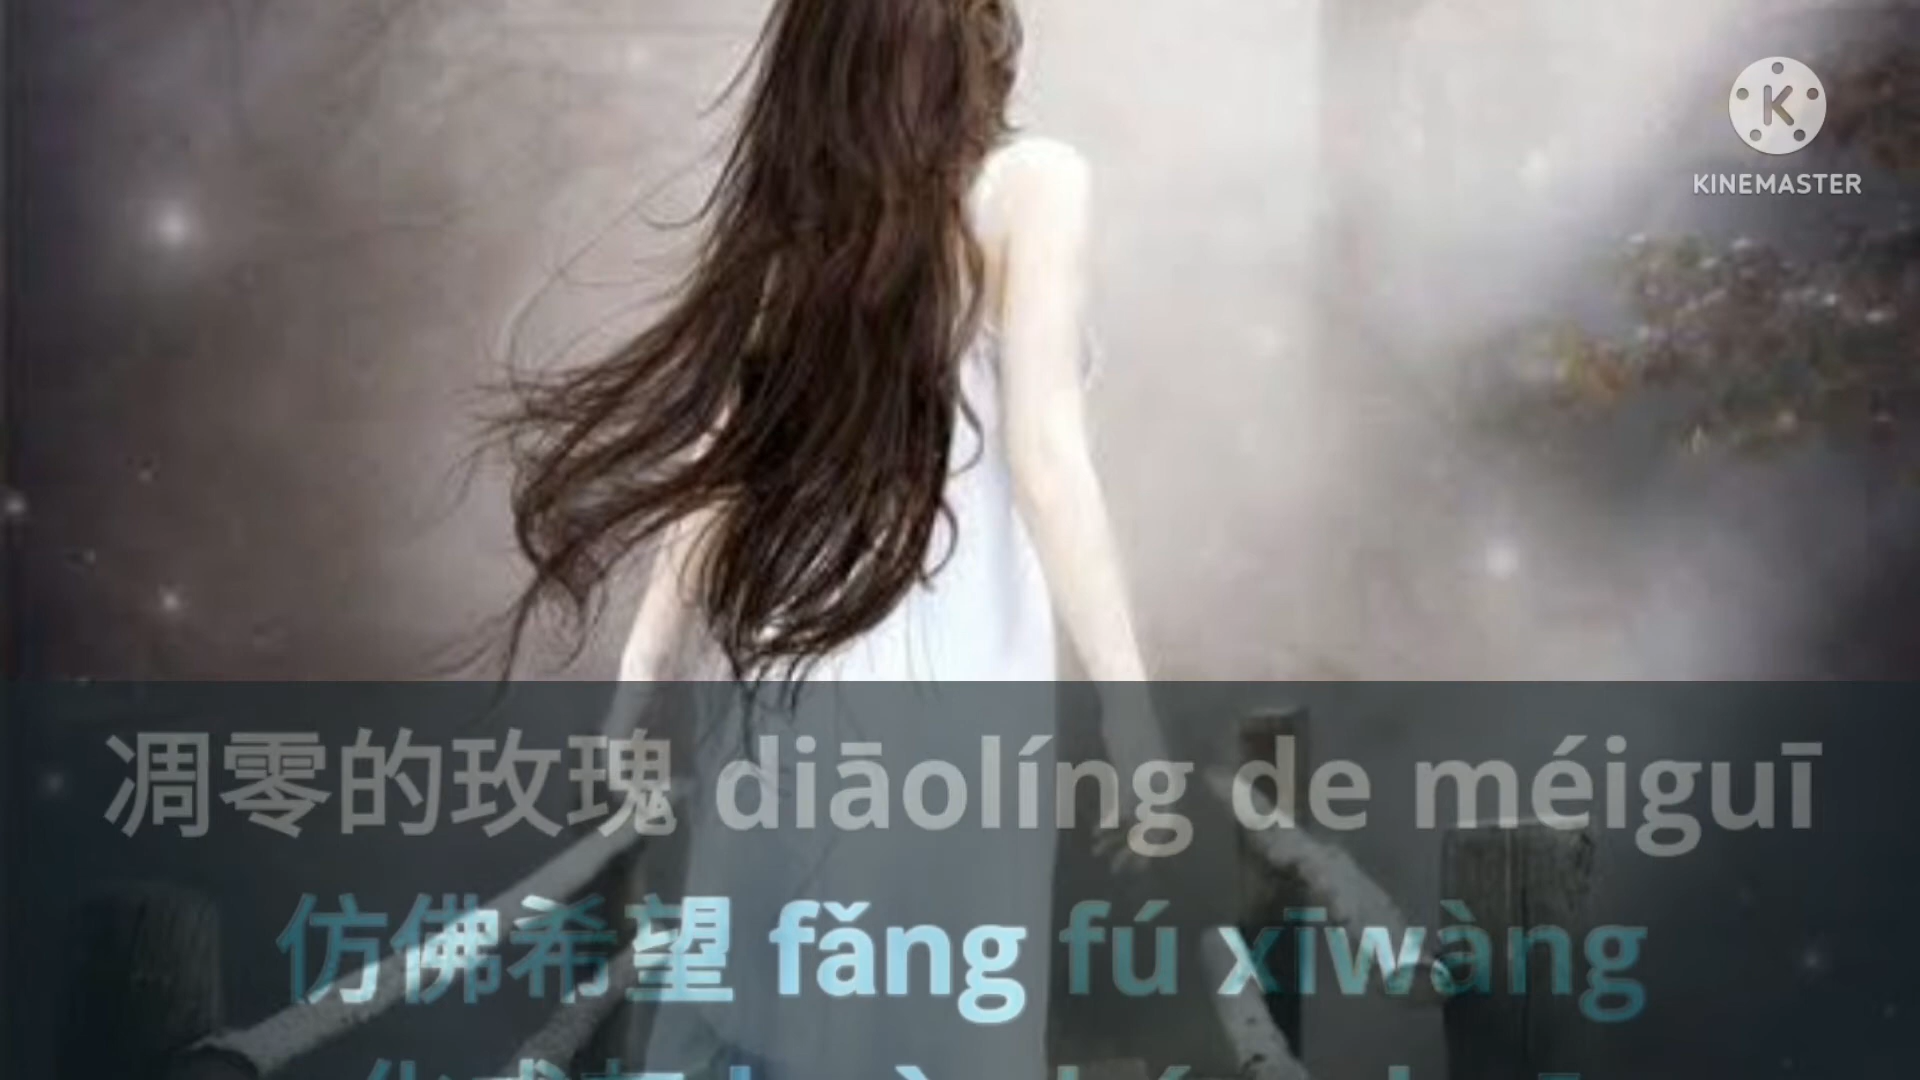 KINEMASTER
凋零的玫瑰 diāolíng de méiguī
仿佛希望 fǎng fú xīwàng